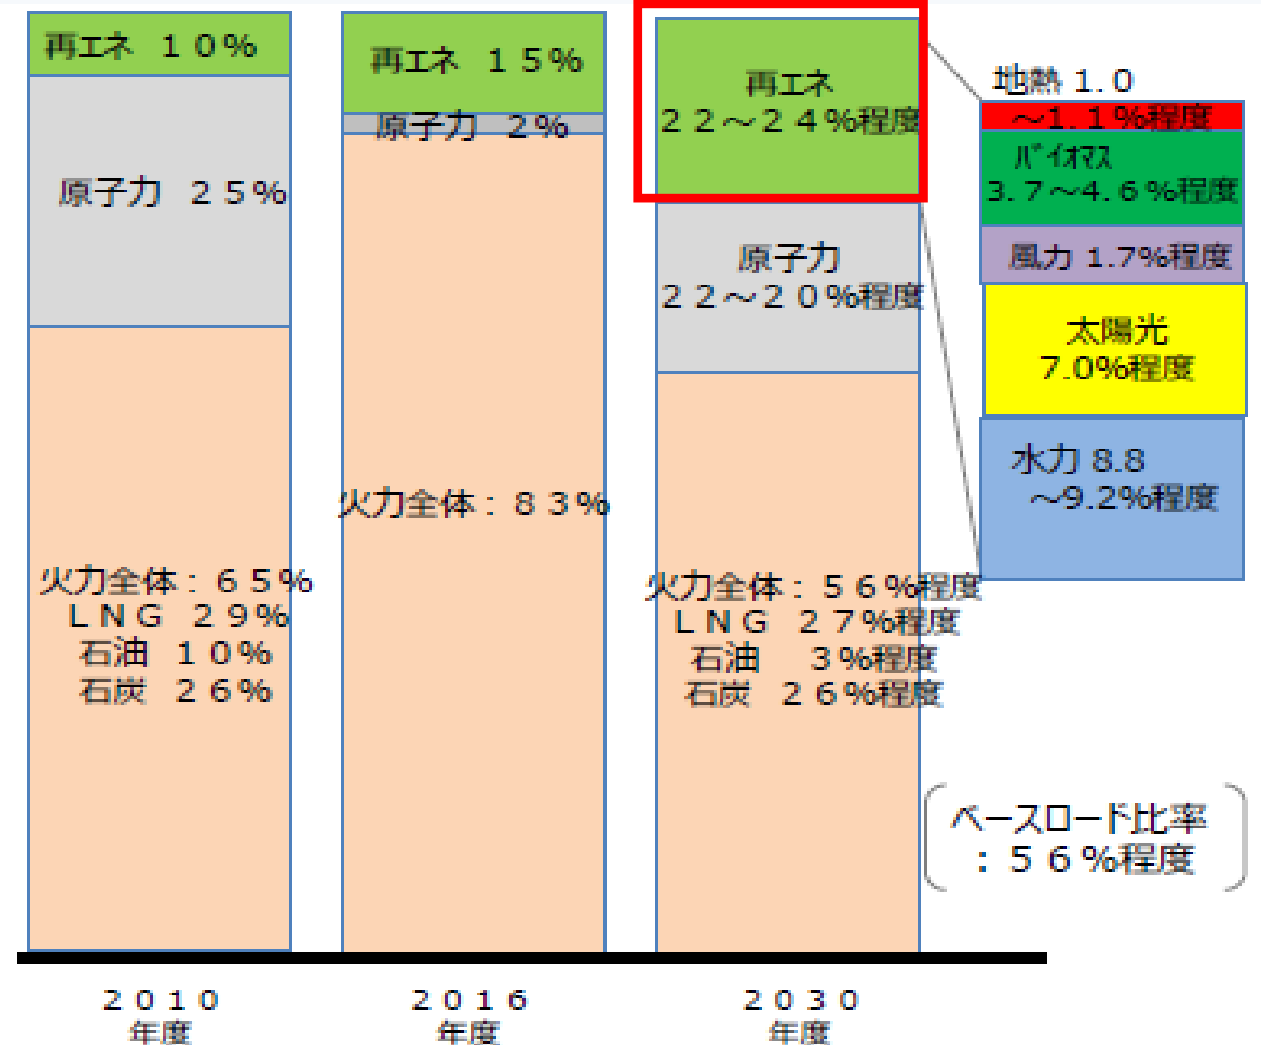 再エネ １０%
原子力 ２５%
火力全体：６５%
ＬＮＧ ２９%
石油 １０%
石炭 ２６%
２０１０
年度
再エネ １５%
原子力 ２%
火力全体：８３%
２０１６
年度
再エネ
２２～２４%程度
原子力
２２～２０%程度
火力全体：５６%程度
ＬＮＧ ２７%程度
石油 ３%程度
石炭 ２６%程度
２０３０
年度
地熱 1.0
～1.1%程度
ﾊﾞｲｵﾏｽ
3.7～4.6%程度
風力 1.7%程度
太陽光
7.0%程度
水力 8.8
～9.2%程度
ベースロード比率
：５６%程度